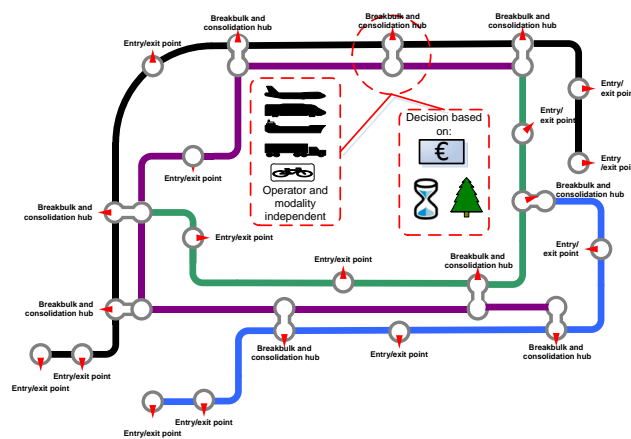 Breakbulk and
consolidation hub
Breakbulk and
consolidation hub
Breakbulk and
consolidation hub
Entry/exit point
Entry/
exit point
Entry/
exit point
Entry
/exit point
Decision based
on:
€
Operator and
modality
independent
Entry/exit point
Breakbulk and
consolidation hub
Breakbulk and
consolidation hub
Entry/exit point
Entry/
exit point
Entry/exit point
Breakbulk and
consolidation hub
Breakbulk and
consolidation hub
Breakbulk and
consolidation hub
Entry/exit point
Breakbulk and
consolidation hub
Entry/exit point
Entry/exit point
Entry/exit point
Entry/exit point